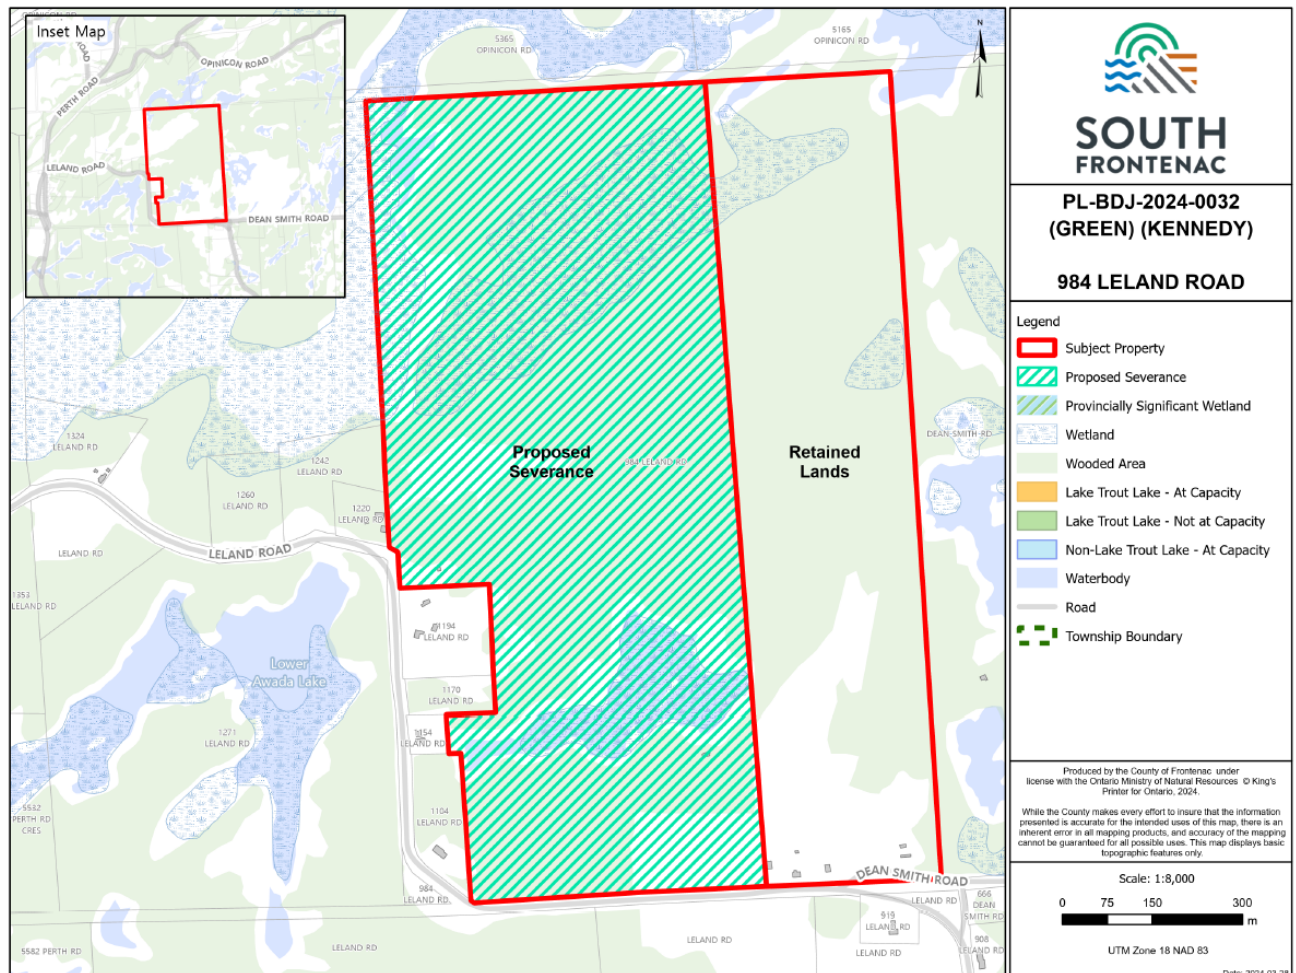 Inset Map
OPINICON RD
ROAD
OPINICON ROAD
PERTH ROAD
LELAND ROAD
DEAN SMITH ROAD
5365
OPINICON RD
5165
OPINICON RD
N
DEAN SMITH RD
Proposed
Severance
984 LELAND RD
Retained
Lands
1324
LELAND RD
1242
LELAND RD
1260
LELAND RD
1220
LELAND RD
LELAND ROAD
LELAND RD
1353
LELAND RD
1194
LELAND RD
Lower
Awada Lake
1170
LELAND RD
1154
LELAND RD
1271
LELAND RD
1104
LELAND RD
5582
PERTH RD
CRES
984
LELAND RD
DEAN SMITH ROAD
LELAND RD
666
DEAN
SMITH RD
919
LELAND RD
908
LELAND RD
LELAND RD
LELAND RD
LELAND RD
5582 PERTH RD
SOUTH
FRONTENAC
PL-BDJ-2024-0032
(GREEN) (KENNEDY)
984 LELAND ROAD
Legend
Subject Property
Proposed Severance
Provincially Significant Wetland
Wetland
Wooded Area
Lake Trout Lake - At Capacity
Lake Trout Lake - Not at Capacity
Non-Lake Trout Lake - At Capacity
Waterbody
Road
Township Boundary
Produced by the County of Frontenac under
license with the Ontario Ministry of Natural Resources © King's
Printer for Ontario, 2024.
While the County makes every effort to insure that the information
presented is accurate for the intended uses of this map, there is an
inherent error in all mapping products, and accuracy of the mapping
cannot be guaranteed for all possible uses. This map displays basic
topographic features only.
Scale: 1:8,000
0 75 150 300
m
UTM Zone 18 NAD 83
Date: 2024-03-28